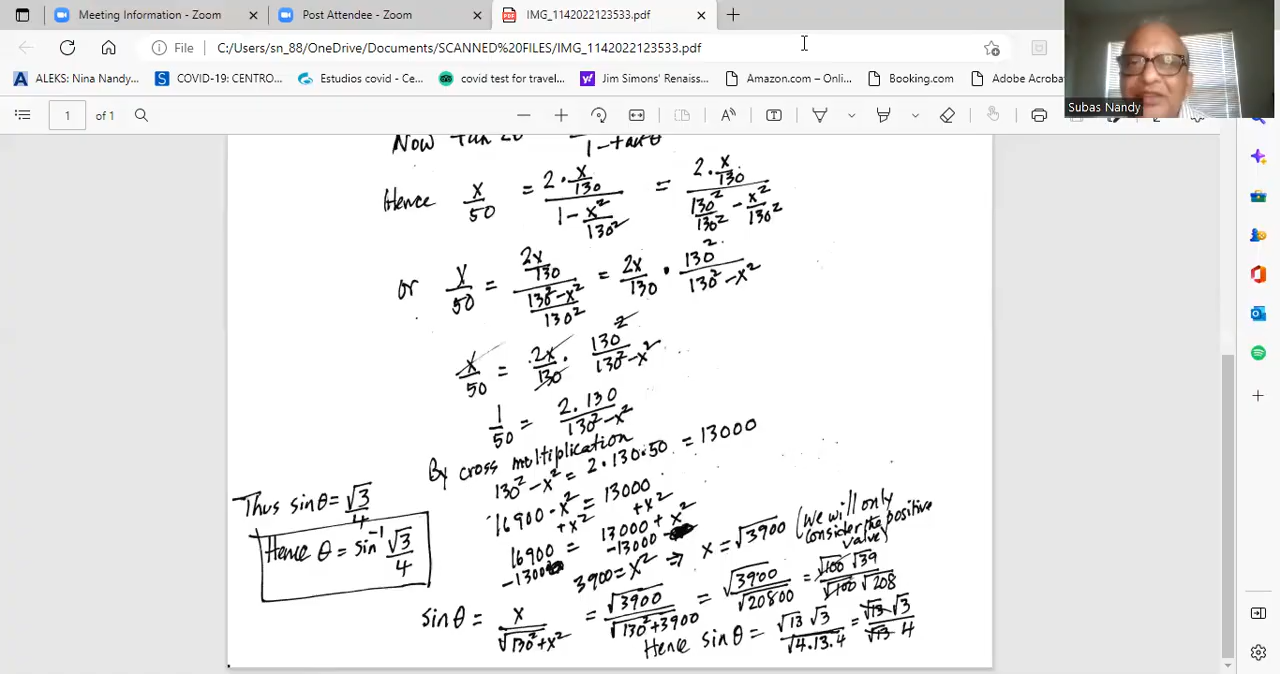 Meeting Information - Zoom
Post Attendee - Zoom
IMG_1142022123533.pdf
File
C:/Users/sn_88/OneDrive/Documents/SCANNED%20FILES/IMG_1142022123533.pdf
ALEKS: Nina Nandy...
COVID-19: CENTRO...
Estudios covid - Ce...
covid test for travel...
Jim Simons' Renaiss...
Amazon.com – Onli...
Booking.com
Adobe Acroba
Subas Nandy
1 of 1
Now tan 2θ 1 - tan θ
Hence x/50 = (2 · x/130)/(1 - x²/130²) = (2 · x/130)/(130²/130² - x²/130²)
or x/50 = (2x/130)/((130² - x²)/130²) = 2x/130 · 130²/(130² - x²)
x/50 = 2x/130 · 130²/(130² - x²)
1/50 = 2·130/(130² - x²)
By cross multiplication
130² - x² = 2·130·50 = 13000
16900 - x² = 13000
+x² +x²
16900 = 13000 + x²
-13000 -13000
3900 = x² ⇒ x = √3900 (We will only consider the positive value)
sin θ = x/√(130² + x²) = √3900/√(130² + 3900) = √3900/√20800 = √100 √39/√100 √208
Hence sin θ = √13 √3/√(4.13.4) = √13 √3/√13 4
Thus sin θ = √3/4
Hence θ = sin⁻¹ √3/4